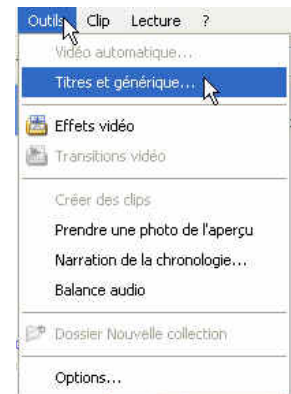 Outils Clip Lecture ?
Vidéo automatique...
Titres et générique...
Effets vidéo
Transitions vidéo
Créer des clips
Prendre une photo de l'aperçu
Narration de la chronologie...
Balance audio
Dossier Nouvelle collection
Options...